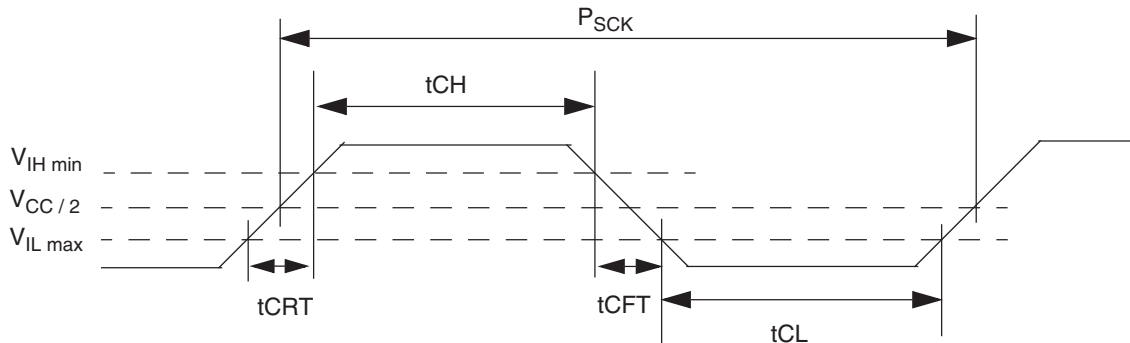 PSCK
tCH
VIH min
VCC / 2
VIL max
tCRT
tCFT
tCL